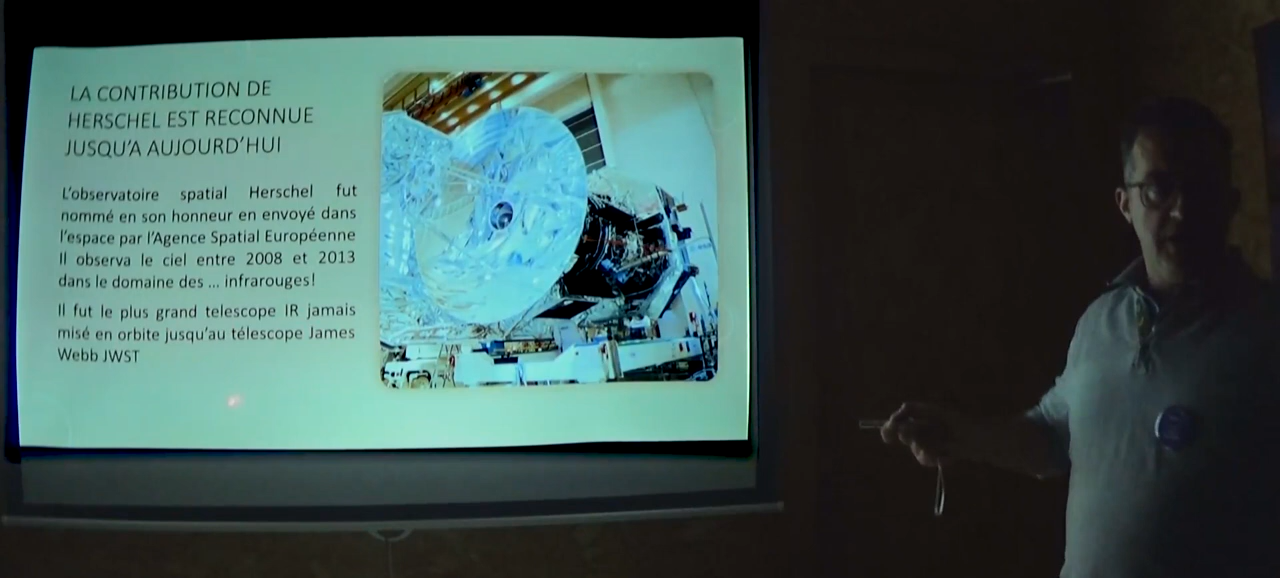 LA CONTRIBUTION DE
HERSCHEL EST RECONNUE
JUSQU'A AUJOURD'HUI
L'observatoire spatial Herschel fut
nommé en son honneur en envoyé dans
l'espace par l'Agence Spatial Européenne
Il observa le ciel entre 2008 et 2013
dans le domaine des ... infrarouges!
Il fut le plus grand telescope IR jamais
misé en orbite jusqu'au télescope James
Webb JWST